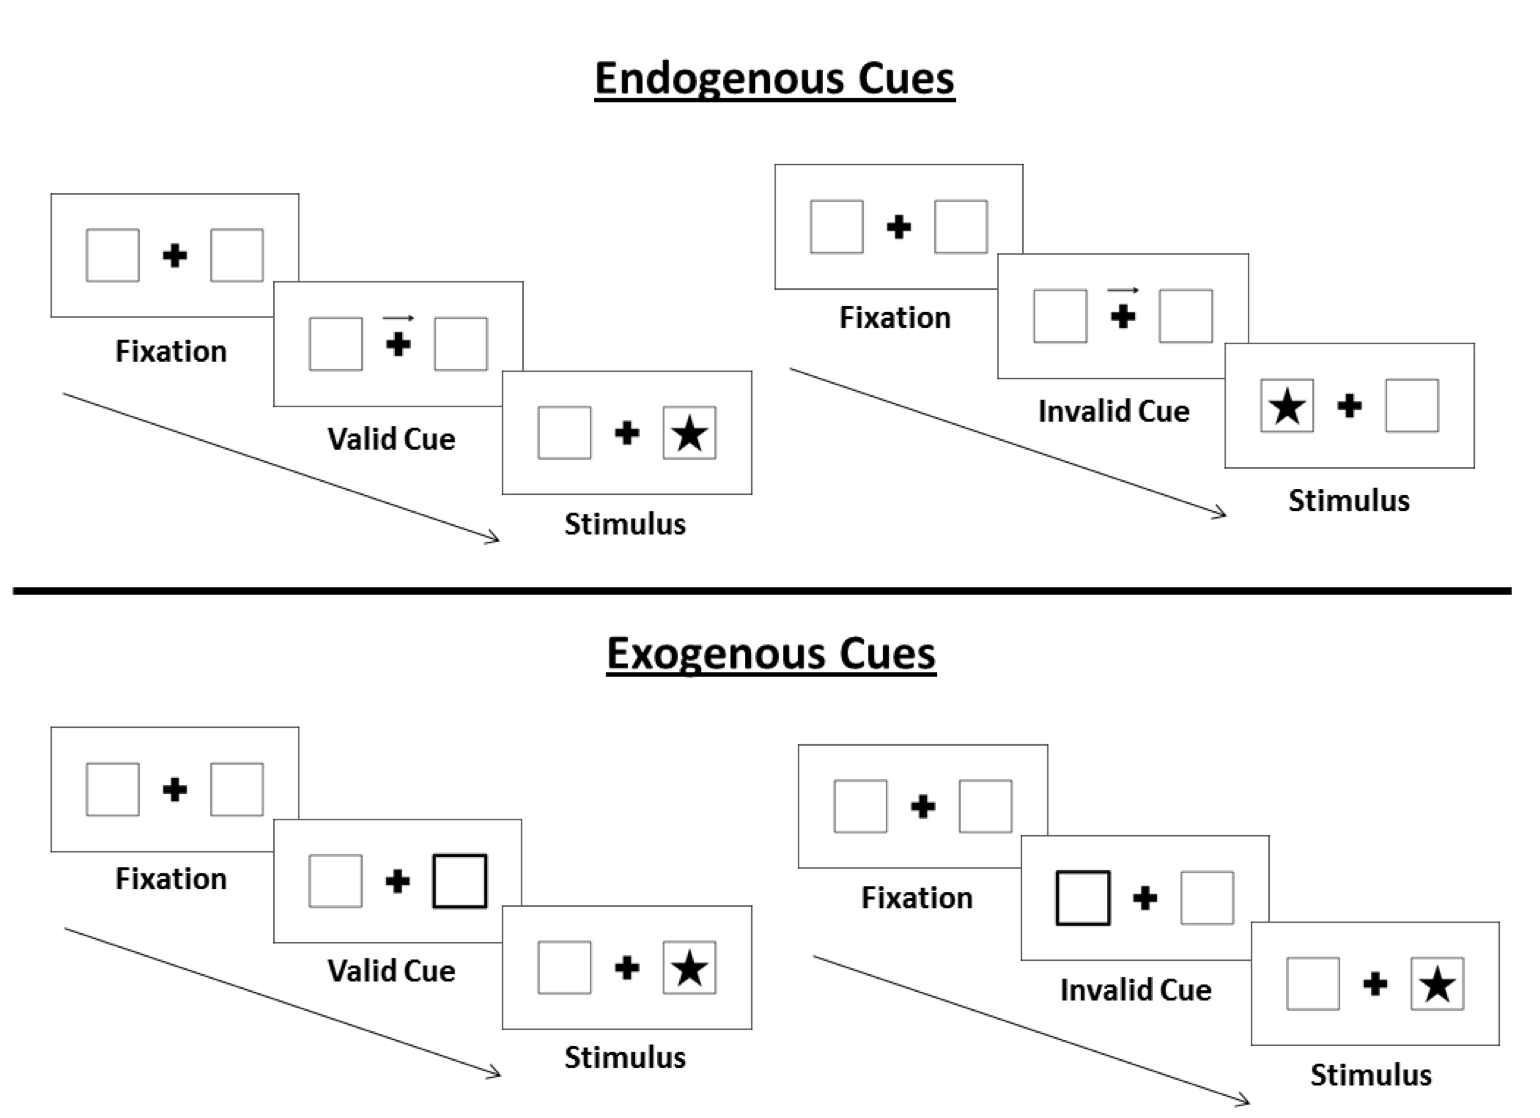 Endogenous Cues
Fixation
Valid Cue
Stimulus
Fixation
Invalid Cue
Stimulus
Exogenous Cues
Fixation
Valid Cue
Stimulus
Fixation
Invalid Cue
Stimulus